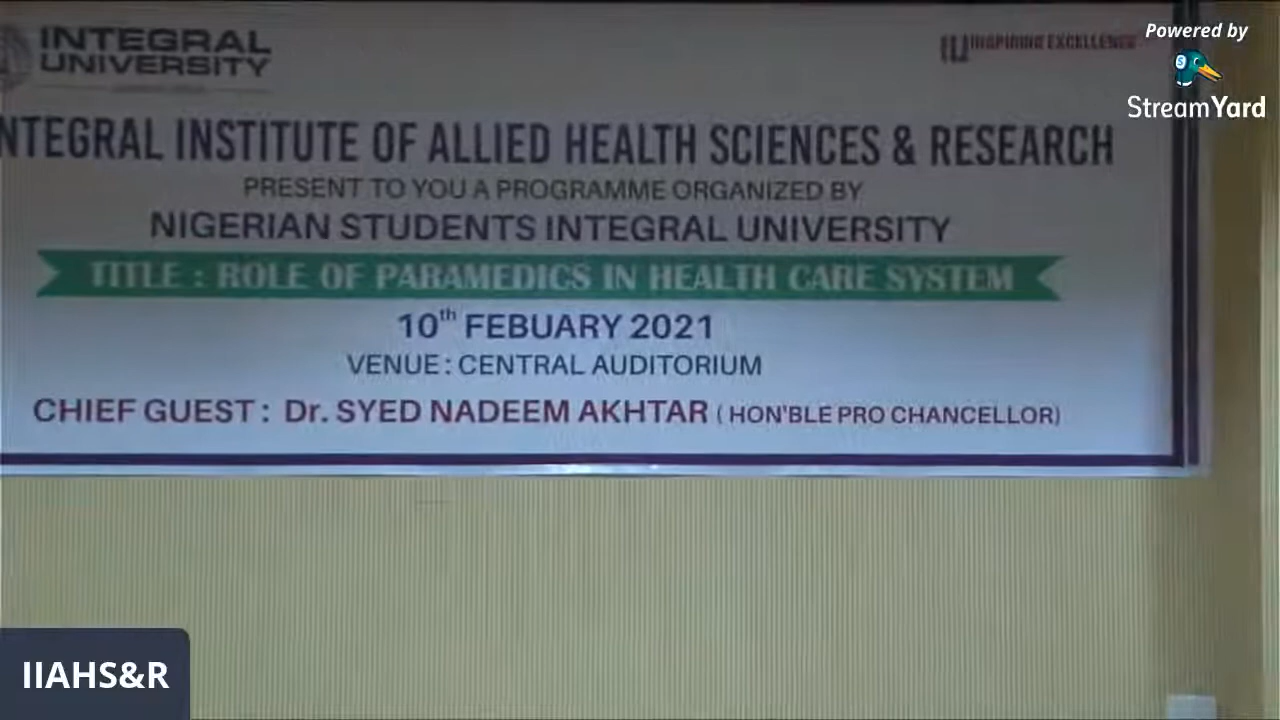 INTEGRAL
UNIVERSITY
INSPIRING EXCELLENCE
Powered by
StreamYard
NTEGRAL INSTITUTE OF ALLIED HEALTH SCIENCES & RESEARCH
PRESENT TO YOU A PROGRAMME ORGANIZED BY
NIGERIAN STUDENTS INTEGRAL UNIVERSITY
TITLE : ROLE OF PARAMEDICS IN HEALTH CARE SYSTEM
10th FEBUARY 2021
VENUE : CENTRAL AUDITORIUM
CHIEF GUEST : Dr. SYED NADEEM AKHTAR ( HON'BLE PRO CHANCELLOR)
IIAHS&R